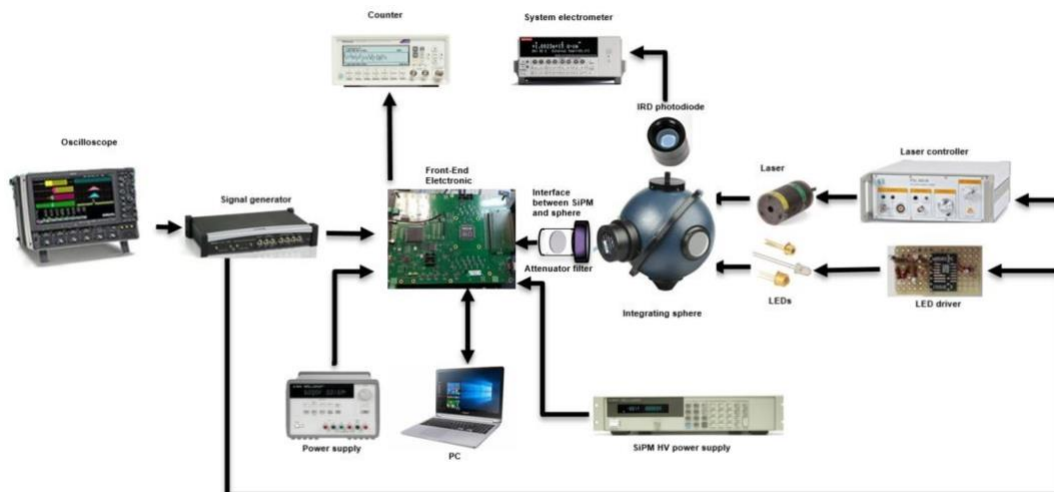 Counter
System electrometer
IRD photodiode
Oscilloscope
Laser controller
Laser
Front-End
Eletctronic
Interface
between SiPM
and sphere
Signal generator
Attenuator filter
LEDs
LED driver
Integrating sphere
Power supply
PC
SiPM HV power supply